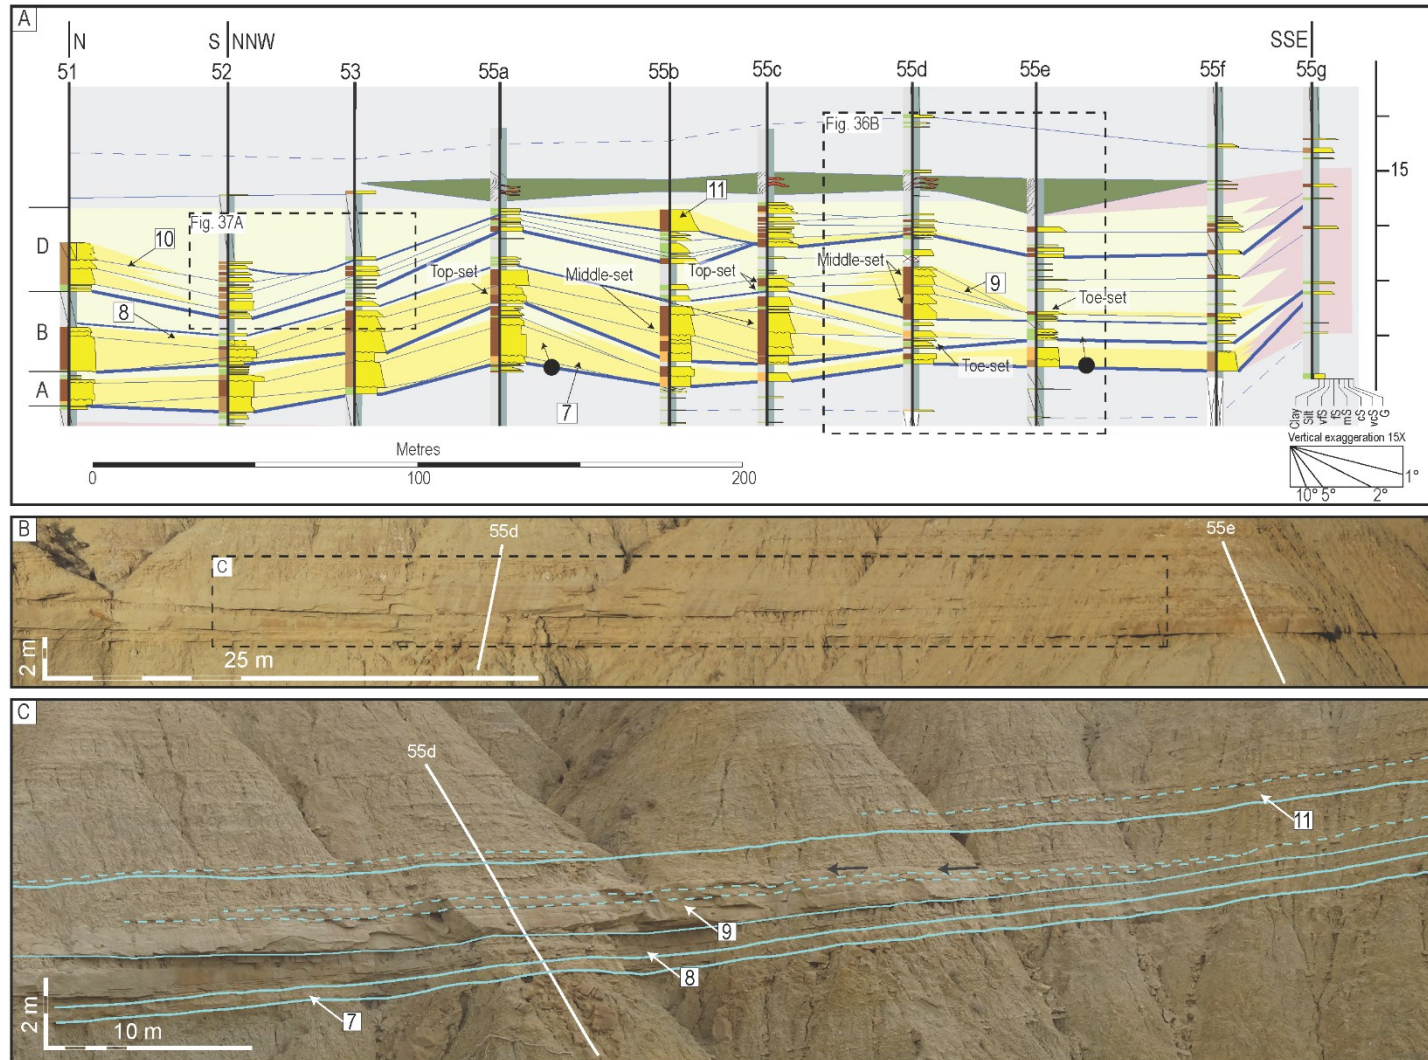 A
N
S
NNW
SSE
51
52
53
55a
55b
55c
55d
55e
55f
55g
Fig. 36B
15
11
Fig. 37A
D
10
Top-set
Middle-set
Top-set
Middle-set
9
8
Toe-set
B
Toe-set
A
7
Clay
Silt
vfS
fS
mS
cS
vcS
G
Metres
0
100
200
Vertical exaggeration 15X
1°
10° 5° 2°
B
55d
55e
C
2 m
25 m
C
55d
11
9
8
7
2 m
10 m